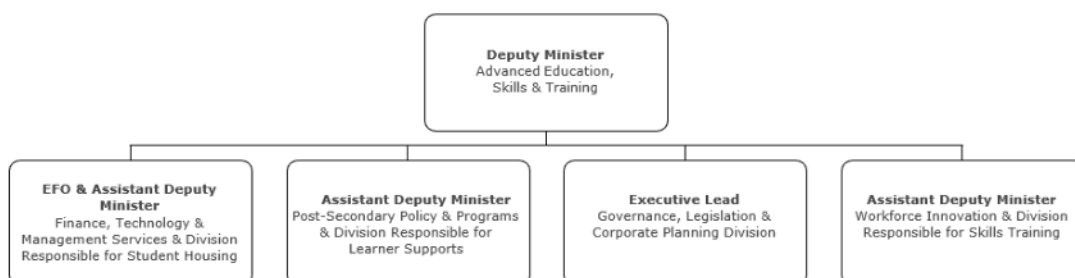 Deputy Minister
Advanced Education,
Skills & Training
EFO & Assistant Deputy
Minister
Finance, Technology &
Management Services & Division
Responsible for Student Housing
Assistant Deputy Minister
Post-Secondary Policy & Programs
& Division Responsible for
Learner Supports
Executive Lead
Governance, Legislation &
Corporate Planning Division
Assistant Deputy Minister
Workforce Innovation & Division
Responsible for Skills Training